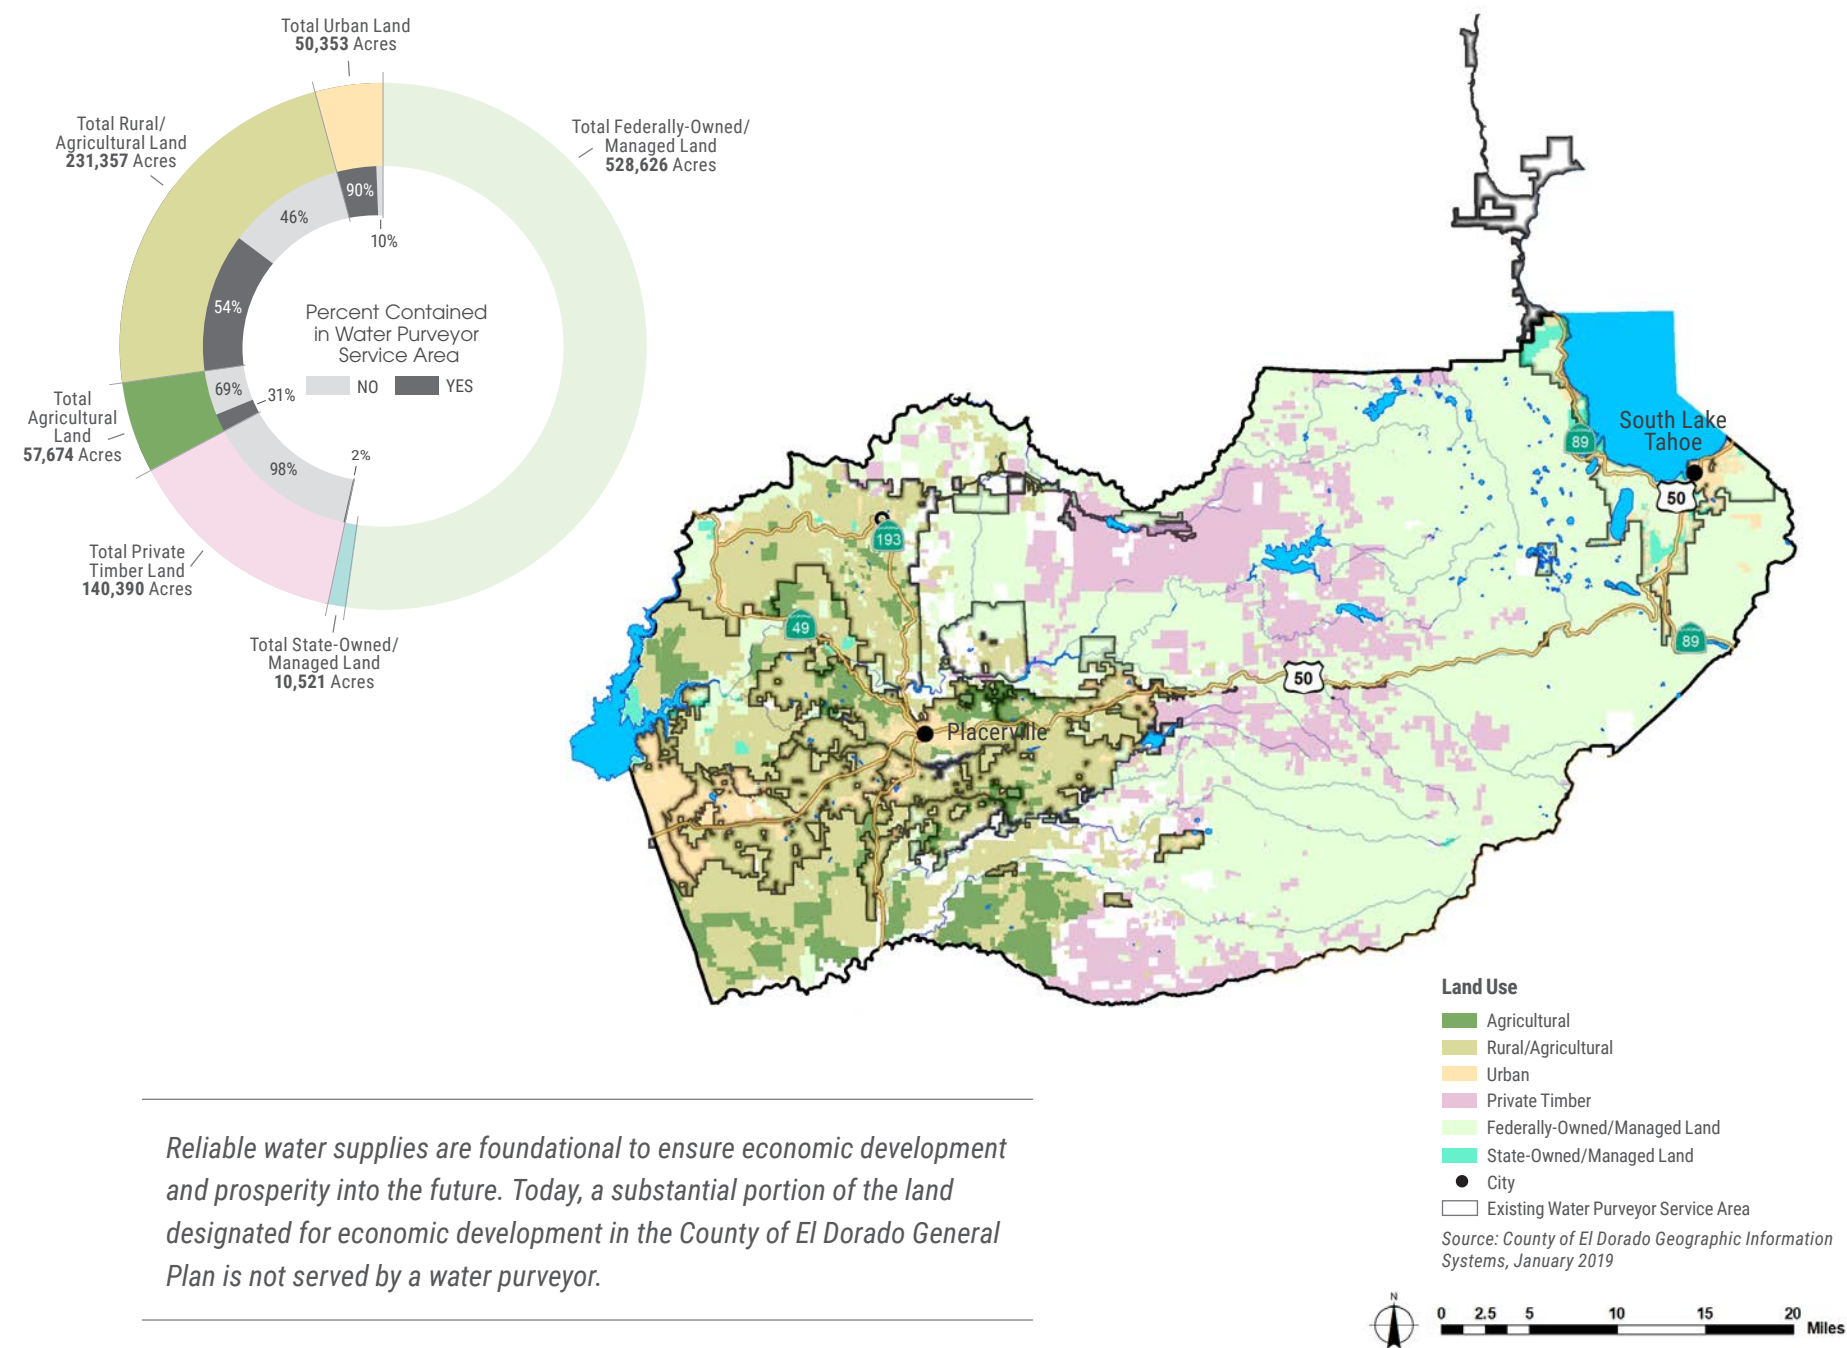 Total Urban Land
50,353 Acres
Total Rural/
Agricultural Land
231,357 Acres
Total Federally-Owned/
Managed Land
528,626 Acres
90%
46%
10%
54%
Percent Contained
in Water Purveyor
Service Area
NO
YES
69%
31%
Total
Agricultural
Land
57,674 Acres
98%
2%
Total Private
Timber Land
140,390 Acres
Total State-Owned/
Managed Land
10,521 Acres
South Lake
Tahoe
89
50
193
49
89
50
Placerville
Land Use
Agricultural
Rural/Agricultural
Urban
Private Timber
Federally-Owned/Managed Land
State-Owned/Managed Land
City
Existing Water Purveyor Service Area
Source: County of El Dorado Geographic Information
Systems, January 2019
Reliable water supplies are foundational to ensure economic development
and prosperity into the future. Today, a substantial portion of the land
designated for economic development in the County of El Dorado General
Plan is not served by a water purveyor.
N
0 2.5 5 10 15 20
Miles